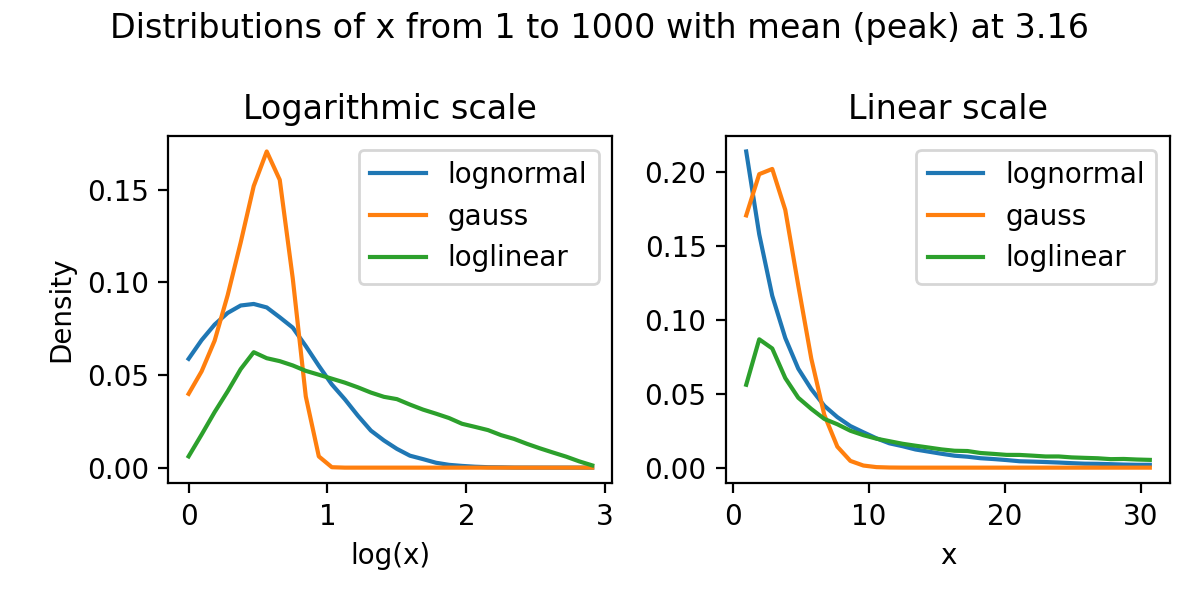 Distributions of x from 1 to 1000 with mean (peak) at 3.16
Logarithmic scale
Density
0.15
0.10
0.05
0.00
lognormal
gauss
loglinear
0
1
2
3
log(x)
Linear scale
0.20
0.15
0.10
0.05
0.00
lognormal
gauss
loglinear
0
10
20
30
x